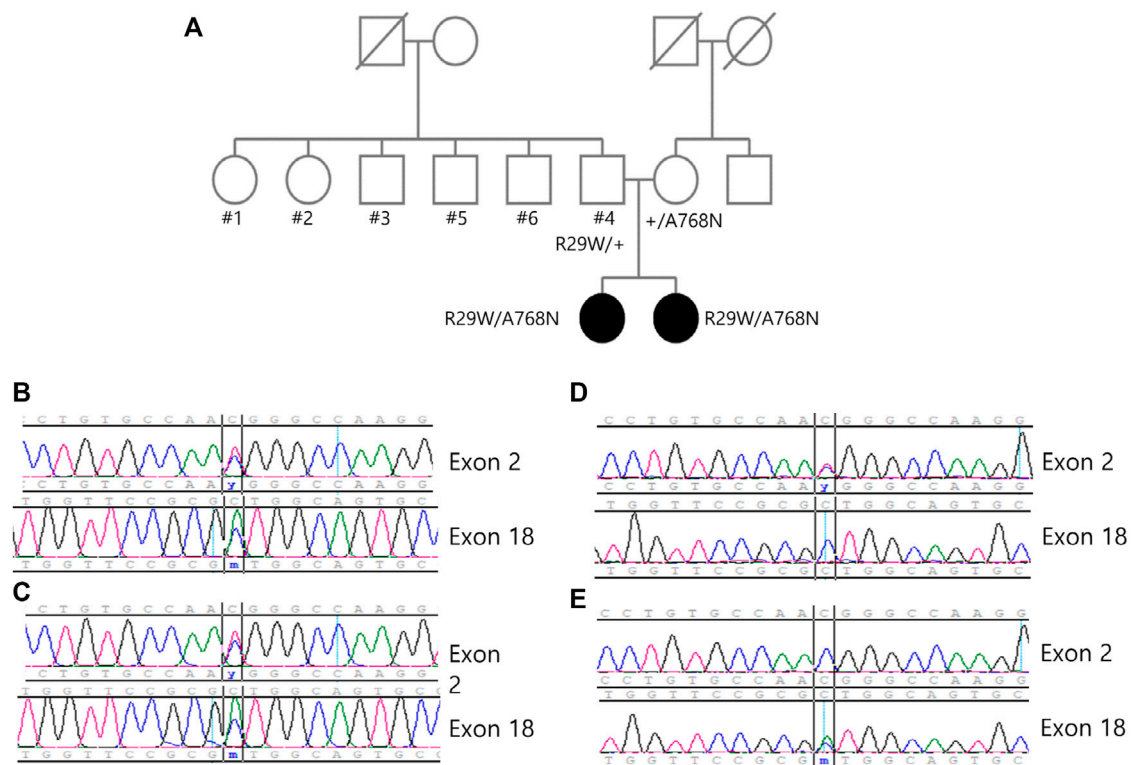 A
#1 #2 #3 #5 #6 #4 +/A768N
R29W/+
R29W/A768N R29W/A768N
B
: C T G T G C C A A C G G G C C A A G G
Exon 2
C T G T G C C A A y G G G C C A A G G
T G G T T C C G C G C T G G C A G T G C
Exon 18
T G G T T C C G C G m T G G C A G T G C
C
C T G T G C C A A C G G G C C A A G G
Exon
2
C T G T G C C A A y G G G C C A A G G
T G G T T C C G C G C T G G C A G T G C C
Exon 18
T G G T T C C G C G m T G G C A G T G C C
D
C C T G T G C C A A C G G G C C A A G G
Exon 2
C C T G T G C C A A y G G G C C A A G G
T G G T T C C G C G C T G G C A G T G C
Exon 18
T G G T T C C G C G C T G G C A G T G C
E
C C T G T G C C A A C G G G C C A A G G
Exon 2
C C T G T G C C A A C G G G C C A A G G
T G G T T C C G C G C T G G C A G T G C
Exon 18
T G G T T C C G C G m T G G C A G T G C